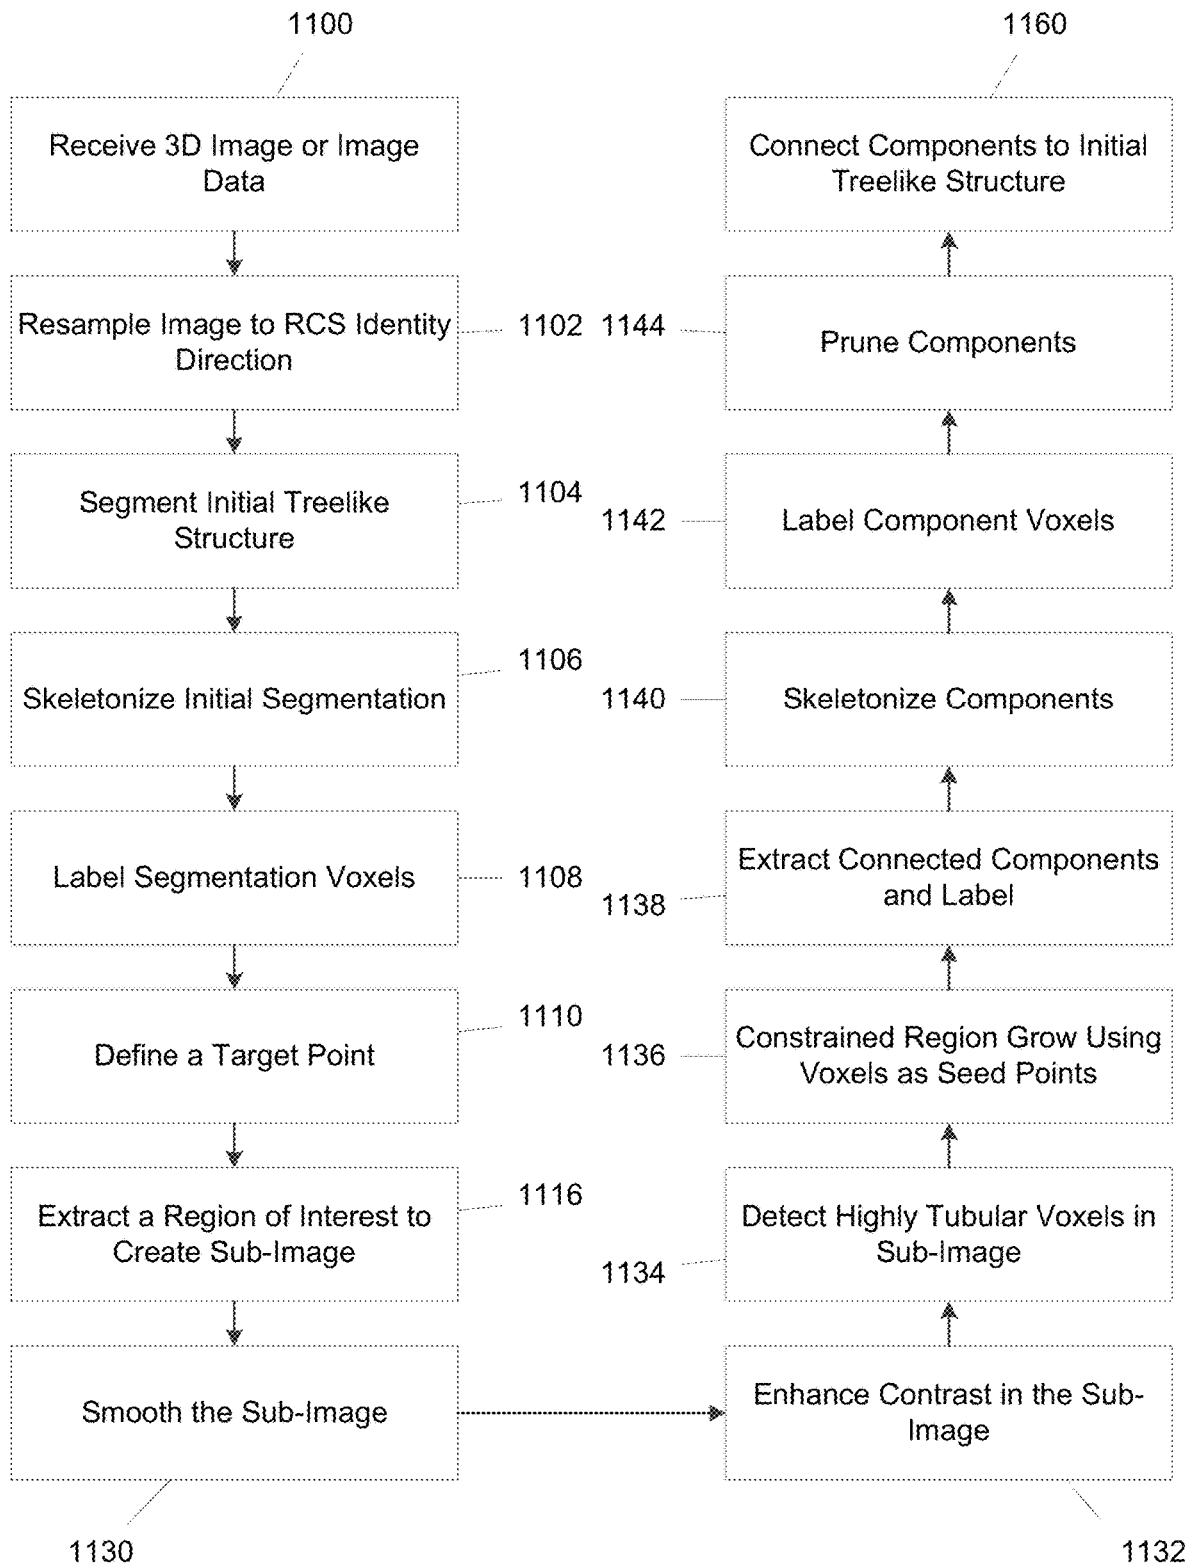 1100
Receive 3D Image or Image
Data
Resample Image to RCS Identity
Direction
1102
Segment Initial Treelike
Structure
1104
Skeletonize Initial Segmentation
1106
Label Segmentation Voxels
1108
Define a Target Point
1110
Extract a Region of Interest to
Create Sub-Image
1116
Smooth the Sub-Image
1130
Enhance Contrast in the Sub-
Image
1132
Detect Highly Tubular Voxels in
Sub-Image
1134
Constrained Region Grow Using
Voxels as Seed Points
1136
Extract Connected Components
and Label
1138
Skeletonize Components
1140
Label Component Voxels
1142
Prune Components
1144
Connect Components to Initial
Treelike Structure
1160